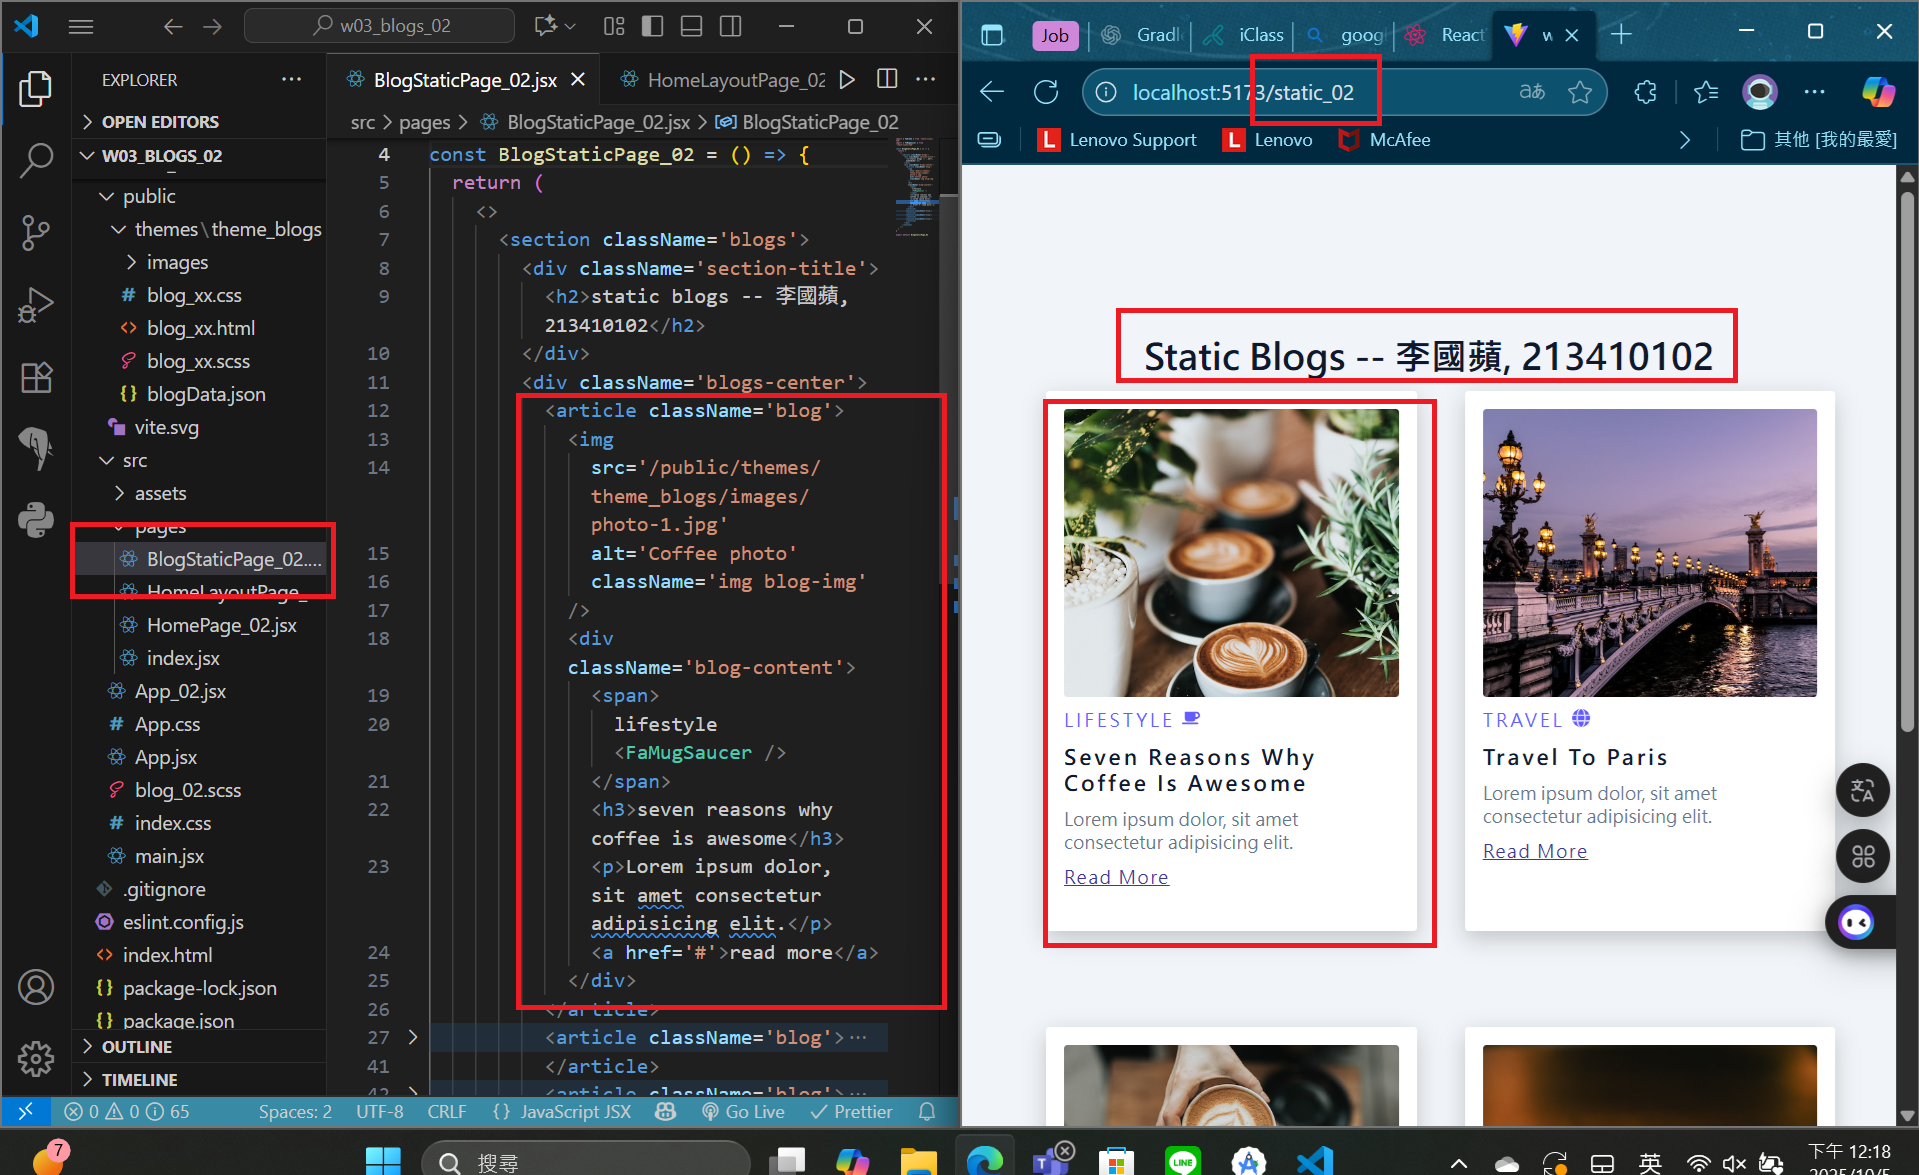 w03_blogs_02
EXPLORER
OPEN EDITORS
W03_BLOGS_02
public
themes\theme_blogs
images
blog_xx.css
blog_xx.html
blog_xx.scss
blogData.json
vite.svg
src
assets
pages
BlogStaticPage_02....
HomeLayoutPage_
HomePage_02.jsx
index.jsx
App_02.jsx
App.css
App.jsx
blog_02.scss
index.css
main.jsx
.gitignore
eslint.config.js
index.html
package-lock.json
package.json
OUTLINE
TIMELINE
BlogStaticPage_02.jsx
HomeLayoutPage_02
src > pages > BlogStaticPage_02.jsx > BlogStaticPage_02
4 const BlogStaticPage_02 = () => {
5 return (
6 <>
7 <section className='blogs'>
8 <div className='section-title'>
9 <h2>static blogs -- 李國蘋,
213410102</h2>
10 </div>
11 <div className='blogs-center'>
12 <article className='blog'>
13 <img
14 src='/public/themes/
theme_blogs/images/
photo-1.jpg'
15 alt='Coffee photo'
16 className='img blog-img'
17 />
18 <div
className='blog-content'>
19 <span>
20 lifestyle
<FaMugSaucer />
21 </span>
22 <h3>seven reasons why
coffee is awesome</h3>
23 <p>Lorem ipsum dolor,
sit amet consectetur
adipisicing elit.</p>
24 <a href='#'>read more</a>
25 </div>
26 </article>
27 <article className='blog'>···
41 </article>
42 <article className='blog'>···
0 0 65
Spaces: 2 UTF-8 CRLF {} JavaScript JSX Go Live Prettier
Job Gradl iClass goog React w
localhost:5173/static_02
aあ
L Lenovo Support L Lenovo McAfee 其他 [我的最愛]
Static Blogs -- 李國蘋, 213410102
LIFESTYLE
Seven Reasons Why
Coffee Is Awesome
Lorem ipsum dolor, sit amet
consectetur adipisicing elit.
Read More
TRAVEL
Travel To Paris
Lorem ipsum dolor, sit amet
consectetur adipisicing elit.
Read More
7
搜尋
LINE
英
下午 12:18